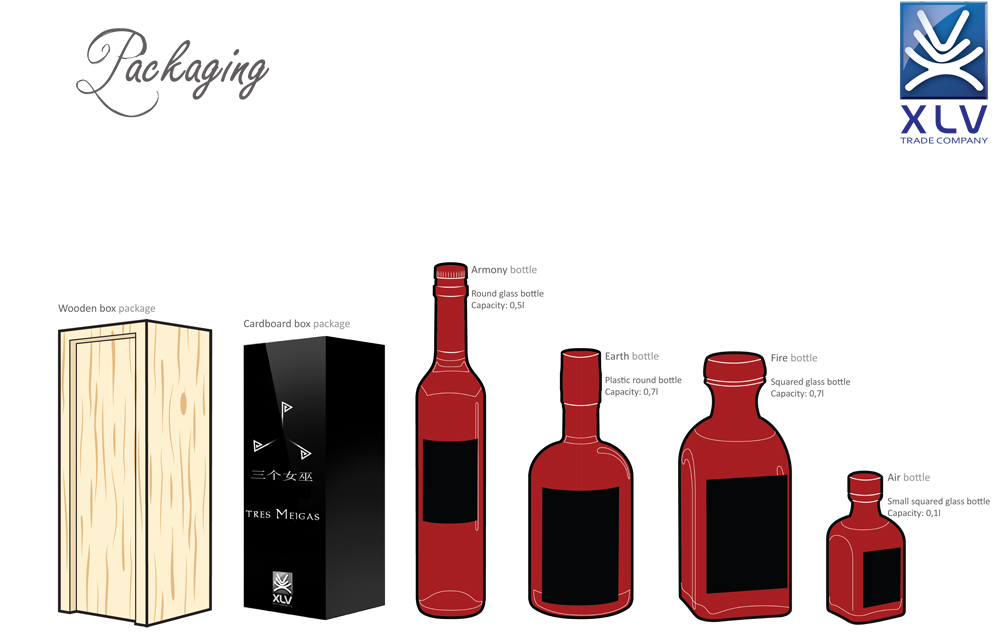 Packaging
XLV
TRADE COMPANY
Wooden box package
Cardboard box package
三个女巫
TRES MEIGAS
XLV
Armony bottle
Round glass bottle
Capacity: 0,5l
Earth bottle
Plastic round bottle
Capacity: 0,7l
Fire bottle
Squared glass bottle
Capacity: 0,7l
Air bottle
Small squared glass bottle
Capacity: 0,1l